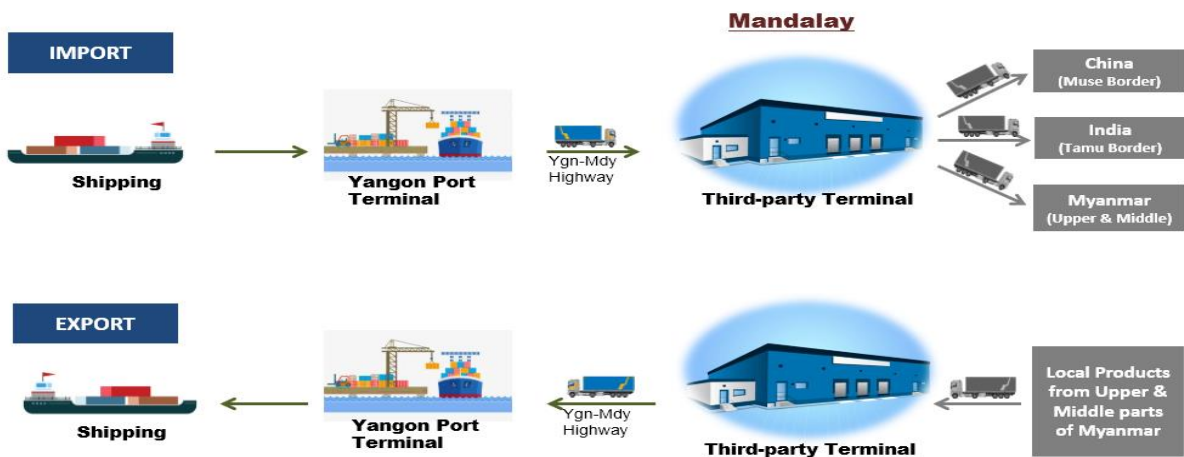 Mandalay
IMPORT
China
(Muse Border)
India
(Tamu Border)
Myanmar
(Upper & Middle)
Ygn-Mdy
Highway
Shipping
Yangon Port
Terminal
Third-party Terminal
EXPORT
Local Products
from Upper &
Middle parts
of Myanmar
Ygn-Mdy
Highway
Shipping
Yangon Port
Terminal
Third-party Terminal